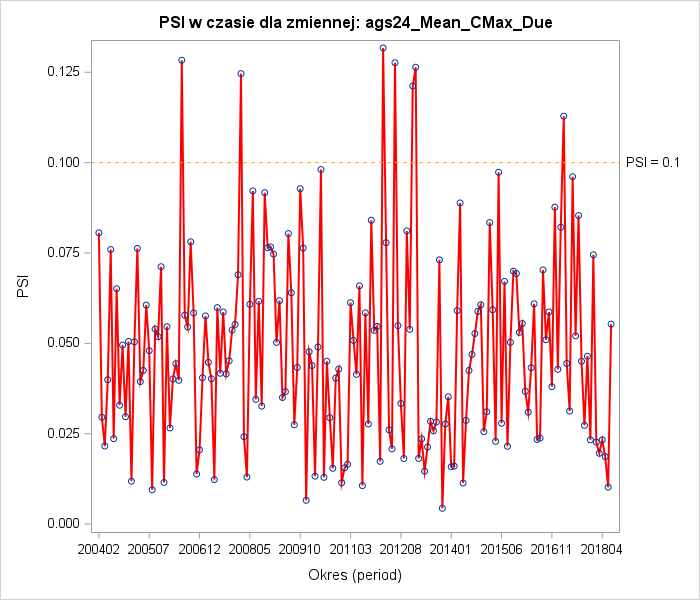 PSI w czasie dla zmiennej: ags24_Mean_CMax_Due
0.125
0.100
0.075
0.050
0.025
0.000
PSI
PSI = 0.1
200402 200507 200612 200805 200910 201103 201208 201401 201506 201611 201804
Okres (period)